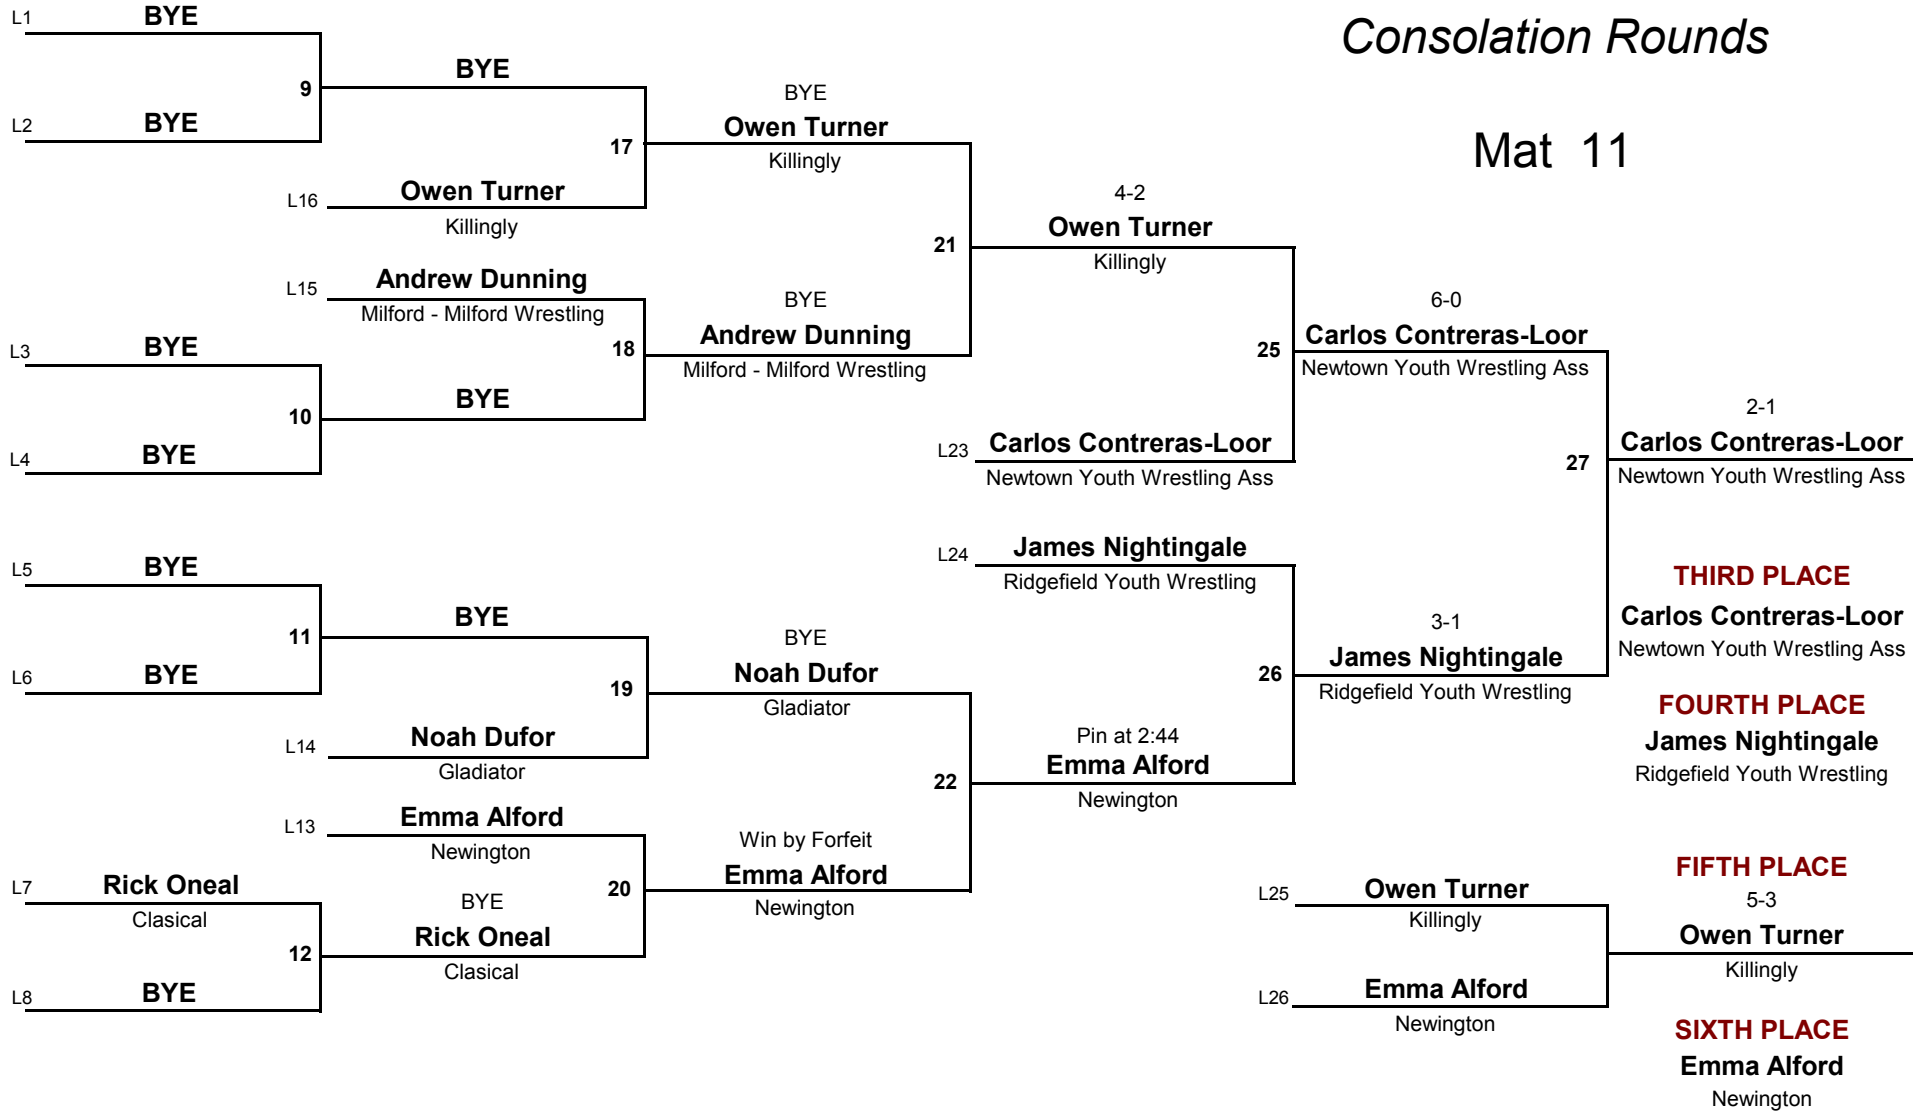 Consolation Rounds
Mat 11
L1 BYE
9
L2 BYE
BYE
17
L16 Owen Turner
Killingly
BYE
Owen Turner
Killingly
L15 Andrew Dunning
Milford - Milford Wrestling
18
L3 BYE
10
L4 BYE
BYE
BYE
Andrew Dunning
Milford - Milford Wrestling
21
4-2
Owen Turner
Killingly
25
L23 Carlos Contreras-Loor
Newtown Youth Wrestling Ass
6-0
Carlos Contreras-Loor
Newtown Youth Wrestling Ass
27
2-1
Carlos Contreras-Loor
Newtown Youth Wrestling Ass
L5 BYE
11
L6 BYE
BYE
19
L14 Noah Dufor
Gladiator
BYE
Noah Dufor
Gladiator
L13 Emma Alford
Newington
20
L7 Rick Oneal
Clasical
12
L8 BYE
BYE
Rick Oneal
Clasical
Win by Forfeit
Emma Alford
Newington
22
Pin at 2:44
Emma Alford
Newington
L24 James Nightingale
Ridgefield Youth Wrestling
26
3-1
James Nightingale
Ridgefield Youth Wrestling
THIRD PLACE
Carlos Contreras-Loor
Newtown Youth Wrestling Ass
FOURTH PLACE
James Nightingale
Ridgefield Youth Wrestling
L25 Owen Turner
Killingly
L26 Emma Alford
Newington
FIFTH PLACE
5-3
Owen Turner
Killingly
SIXTH PLACE
Emma Alford
Newington